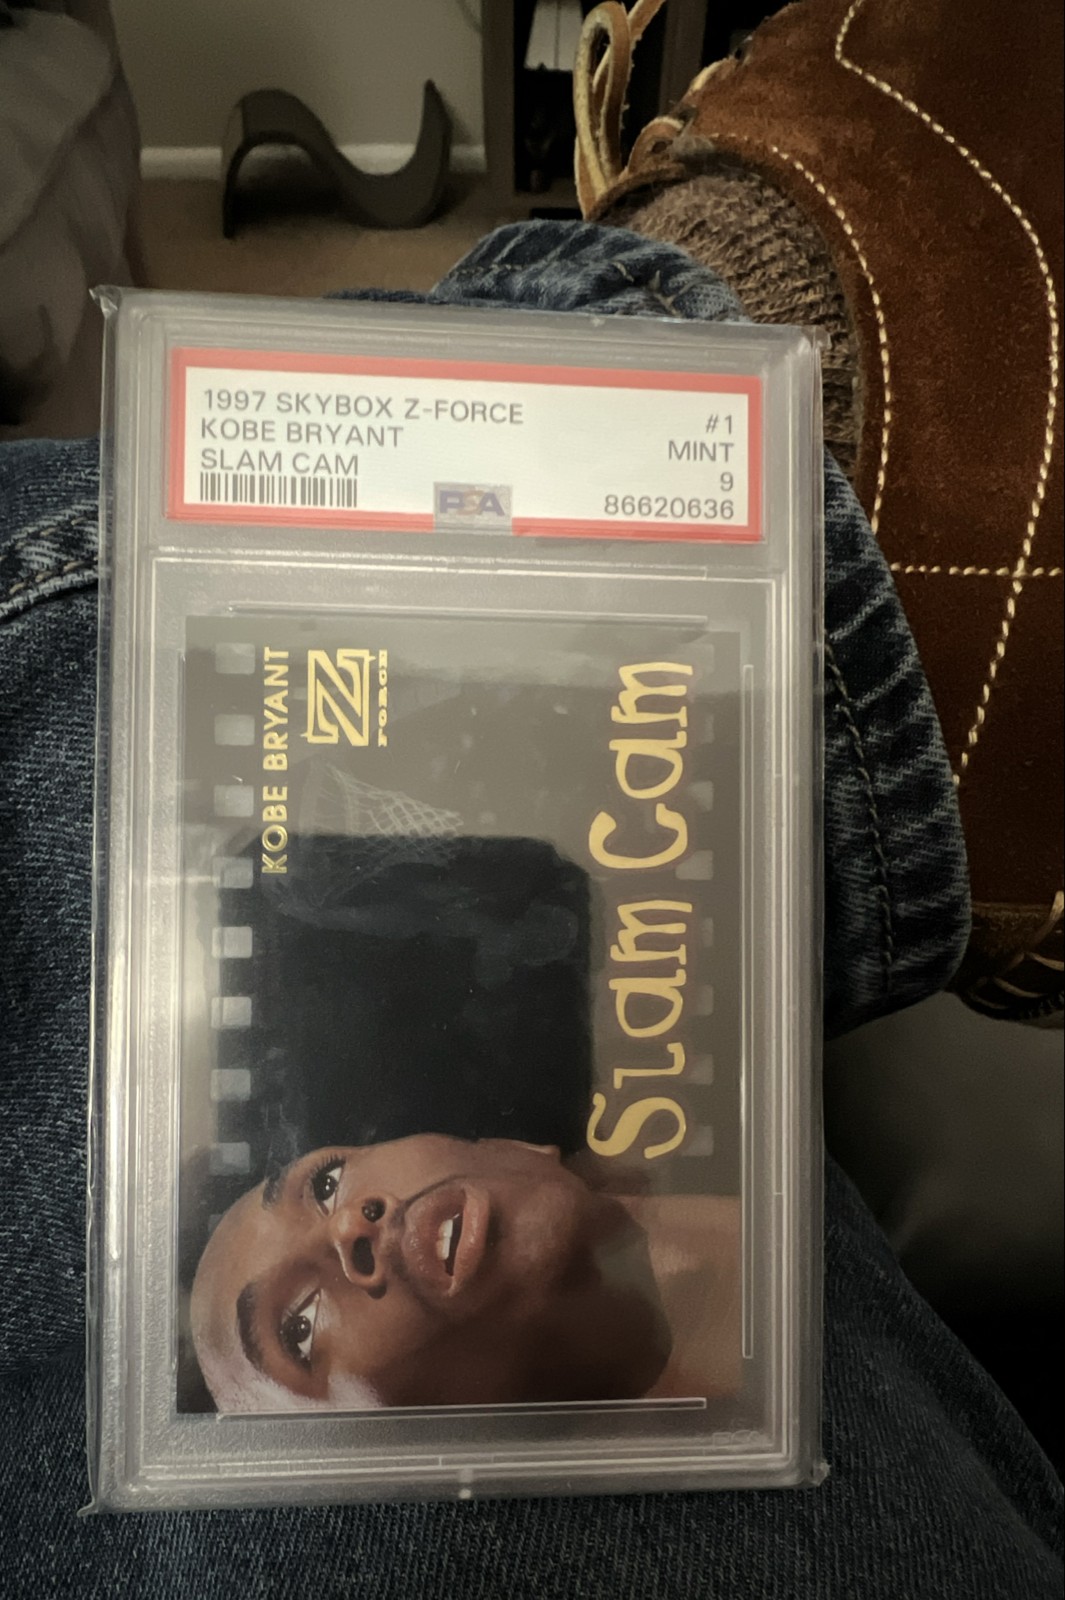 1997 SKYBOX Z-FORCE
KOBE BRYANT
SLAM CAM
#1
MINT
9
86620636
PSA
KOBE BRYANT
Z
FORCE
Slam Cam